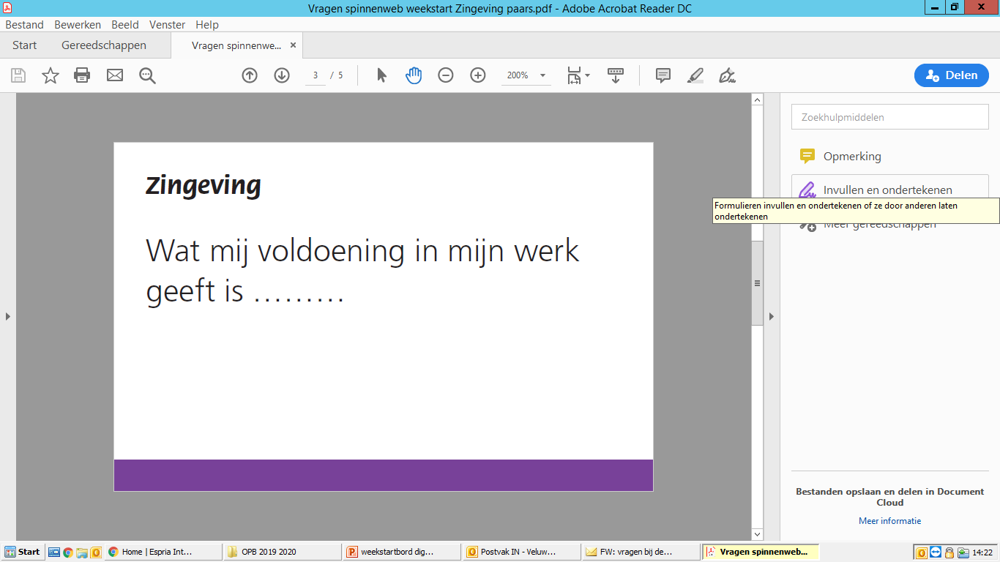 Vragen spinnenweb weekstart Zingeving paars.pdf - Adobe Acrobat Reader DC
Bestand Bewerken Beeld Venster Help
Start Gereedschappen Vragen spinnenwe... ×
3 / 5 200% Delen
Zoekhulpmiddelen
Opmerking
Invullen en ondertekenen
Formulieren invullen en ondertekenen of ze door anderen laten
ondertekenen
Meer gereedschappen
Zingeving
Wat mij voldoening in mijn werk
geeft is ………
Bestanden opslaan en delen in Document
Cloud
Meer informatie
Start Home | Espria Int... OPB 2019 2020 weekstartbord dig... Postvak IN - Veluw... FW: vragen bij de... Vragen spinnenweb... 14:22